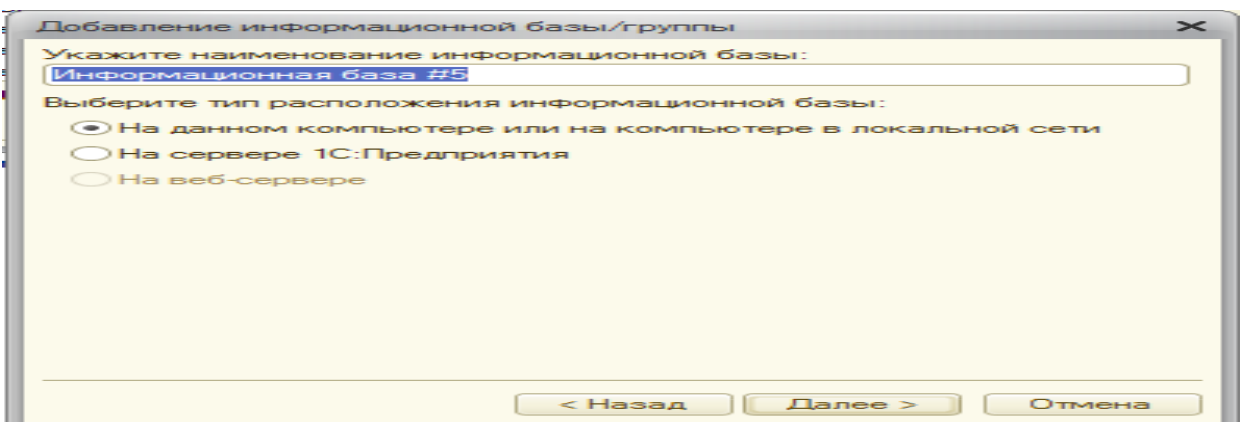 Добавление информационной базы/группы
Укажите наименование информационной базы:
Информационная база #5
Выберите тип расположения информационной базы:
На данном компьютере или на компьютере в локальной сети
На сервере 1С:Предприятия
На веб-сервере
< Назад Далее > Отмена